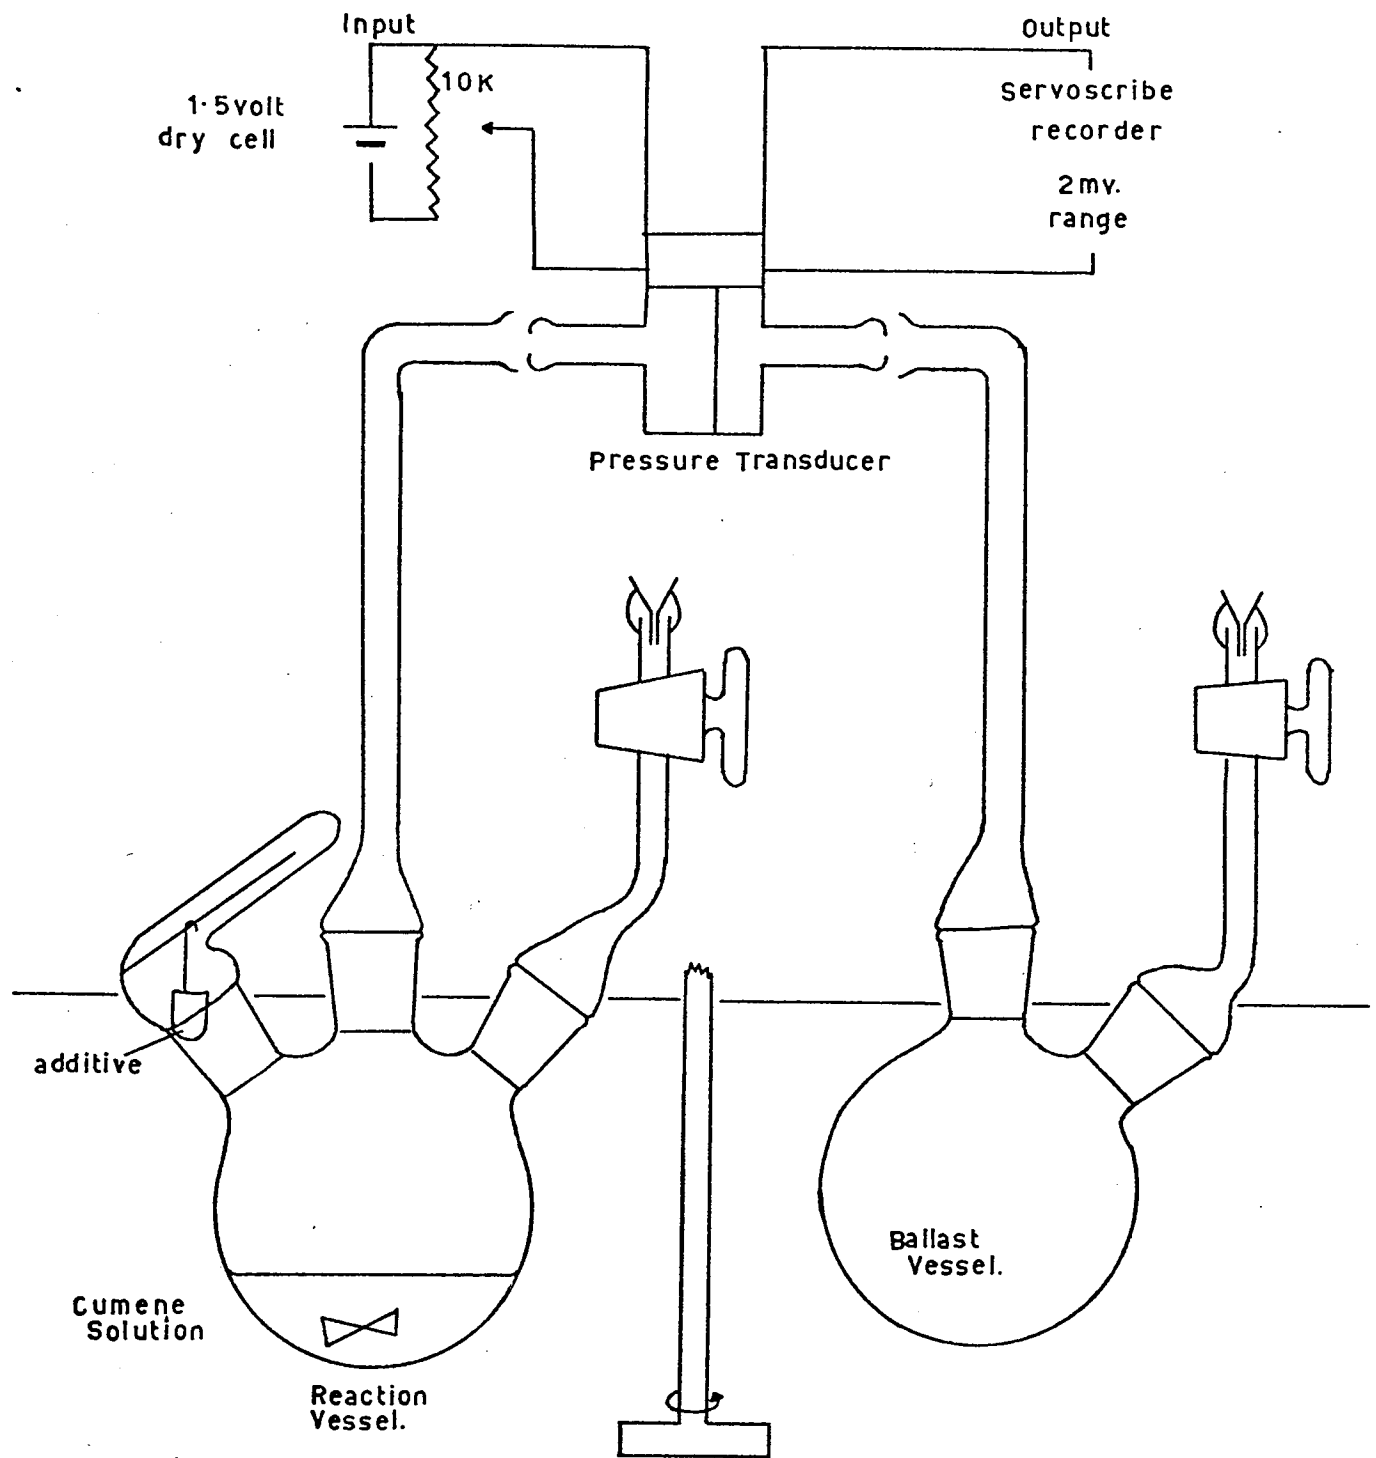 Input
Output
10K
1.5volt
dry cell
Servoscribe
recorder
2mv.
range
Pressure Transducer
additive
Ballast
Vessel.
Cumene
Solution
Reaction
Vessel.